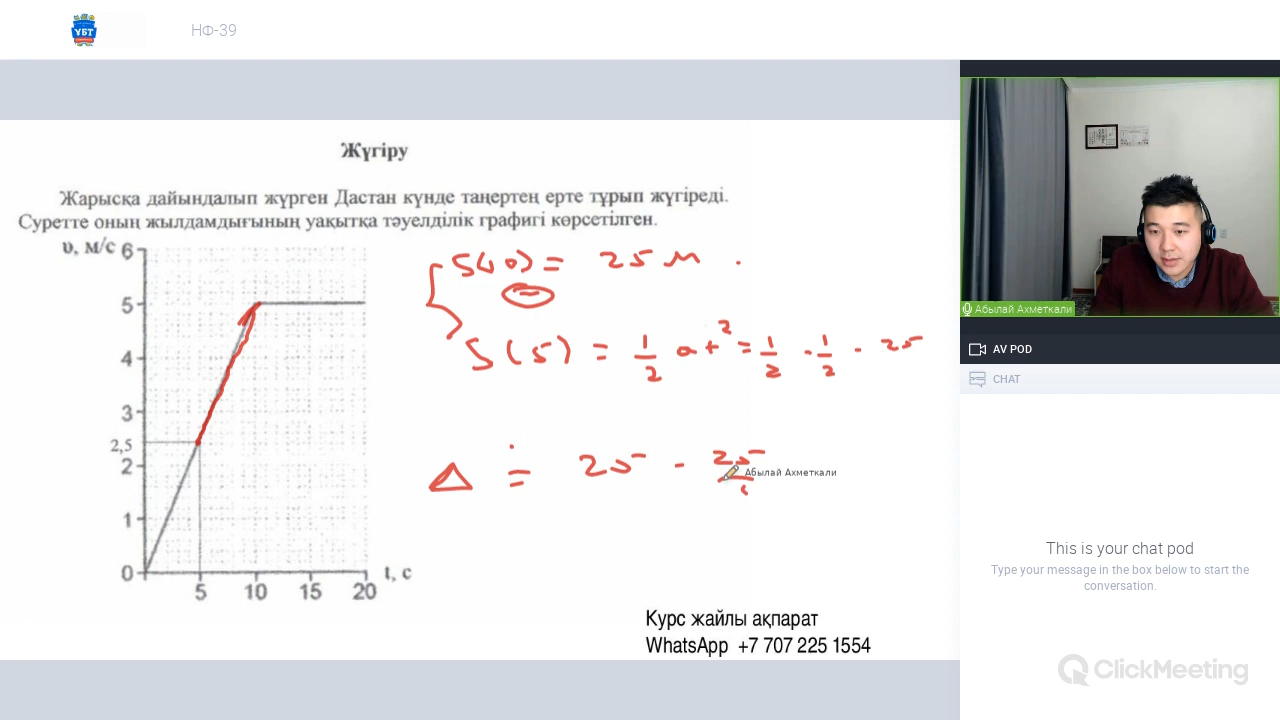 ҰБТ
НФ-39
Жүгіру
Жарысқа дайындалып жүрген Дастан күнде таңертең ерте тұрып жүгіреді.
Суретте оның жылдамдығының уақытқа тәуелділік графигі көрсетілген.
υ, м/с
6
5
4
3
2,5
2
1
0
5 10 15 20
t, с
S(10) = 25 м .
S(5) = 1/2 at² = 1/2 · 1/2 · 25
Δ = 25 - 25/
Абылай Ахметкали
Курс жайлы ақпарат
WhatsApp +7 707 225 1554
Абылай Ахметкали
AV POD
CHAT
This is your chat pod
Type your message in the box below to start the
conversation.
ClickMeeting